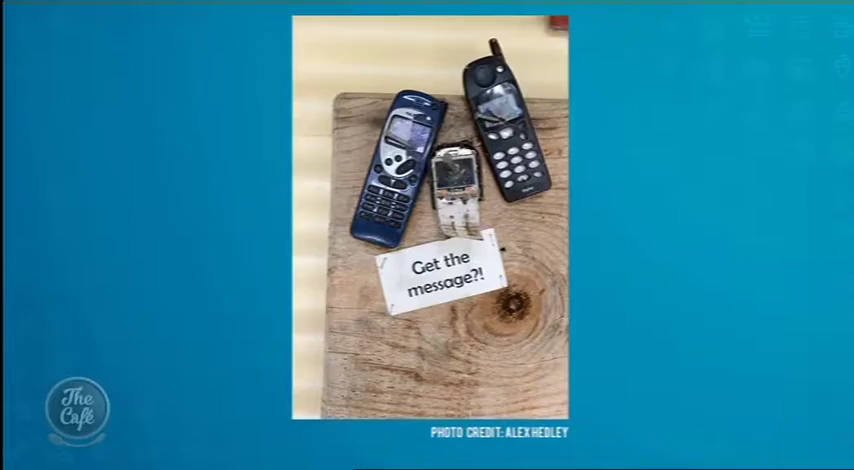 Get the
message?!
The
Café
PHOTO CREDIT: ALEX HEDLEY